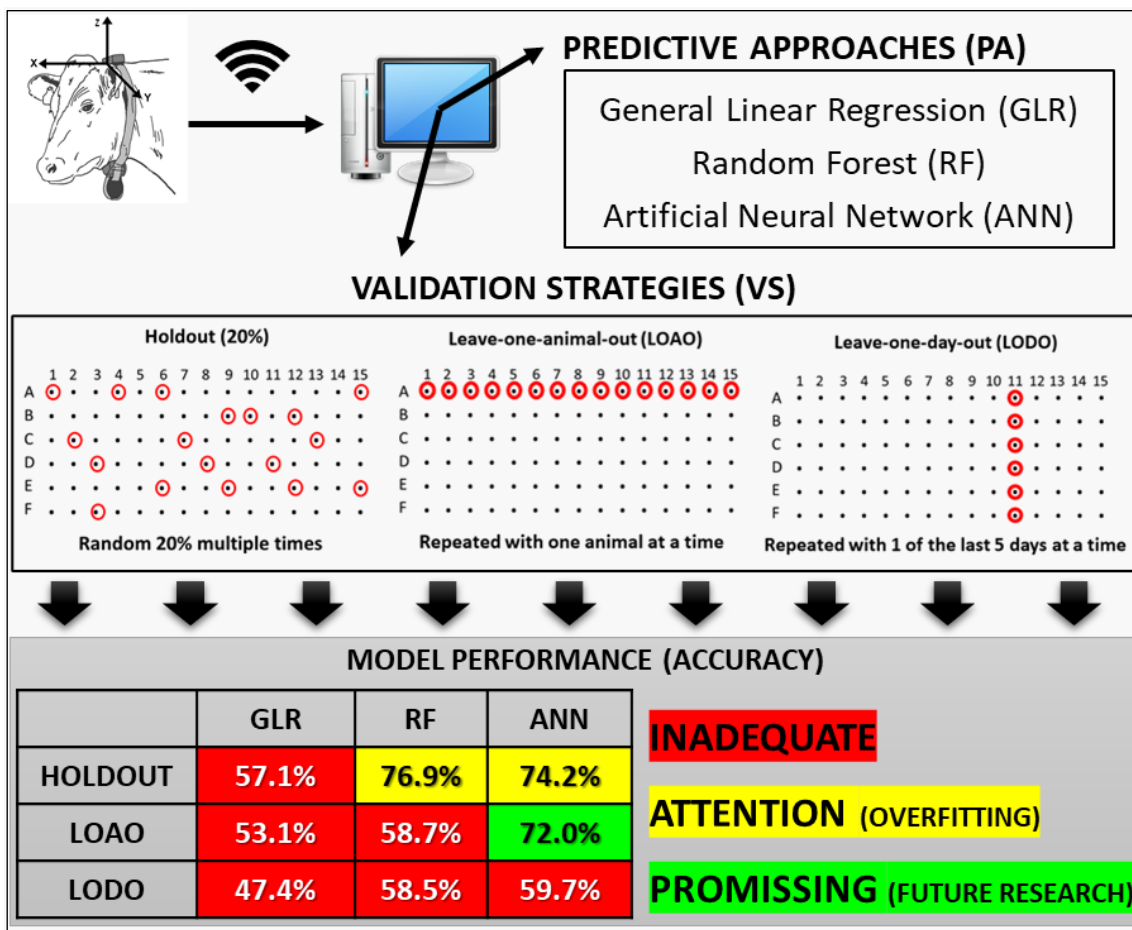 Z
X
Y
PREDICTIVE APPROACHES (PA)
General Linear Regression (GLR)
Random Forest (RF)
Artificial Neural Network (ANN)
VALIDATION STRATEGIES (VS)
Holdout (20%)
1 2 3 4 5 6 7 8 9 10 11 12 13 15
A
B
C
D
E
F
Random 20% multiple times
Leave-one-animal-out (LOAO)
1 2 3 4 5 6 7 8 9 10 11 12 13 14 15
A
B
C
D
E
F
Repeated with one animal at a time
Leave-one-day-out (LODO)
1 2 3 4 5 6 7 8 9 10 11 12 13 14 15
A
B
C
D
E
F
Repeated with 1 of the last 5 days at a time
MODEL PERFORMANCE (ACCURACY)
GLR RF ANN
HOLDOUT 57.1% 76.9% 74.2%
LOAO 53.1% 58.7% 72.0%
LODO 47.4% 58.5% 59.7%
INADEQUATE
ATTENTION (OVERFITTING)
PROMISSING (FUTURE RESEARCH)